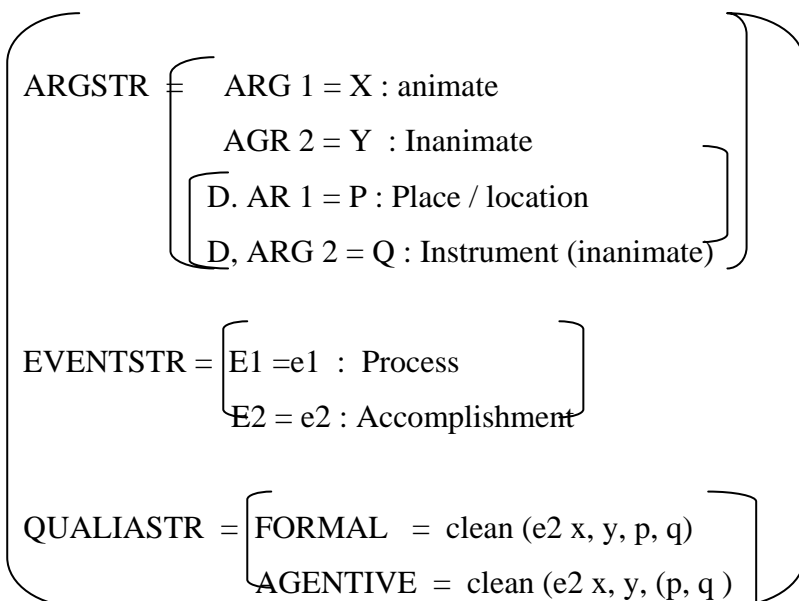 ARGSTR = ARG 1 = X : animate
AGR 2 = Y : Inanimate
D. AR 1 = P : Place / location
D, ARG 2 = Q : Instrument (inanimate)
EVENTSTR = E1 =e1 : Process
E2 = e2 : Accomplishment
QUALIASTR = FORMAL = clean (e2 x, y, p, q)
AGENTIVE = clean (e2 x, y, (p, q )